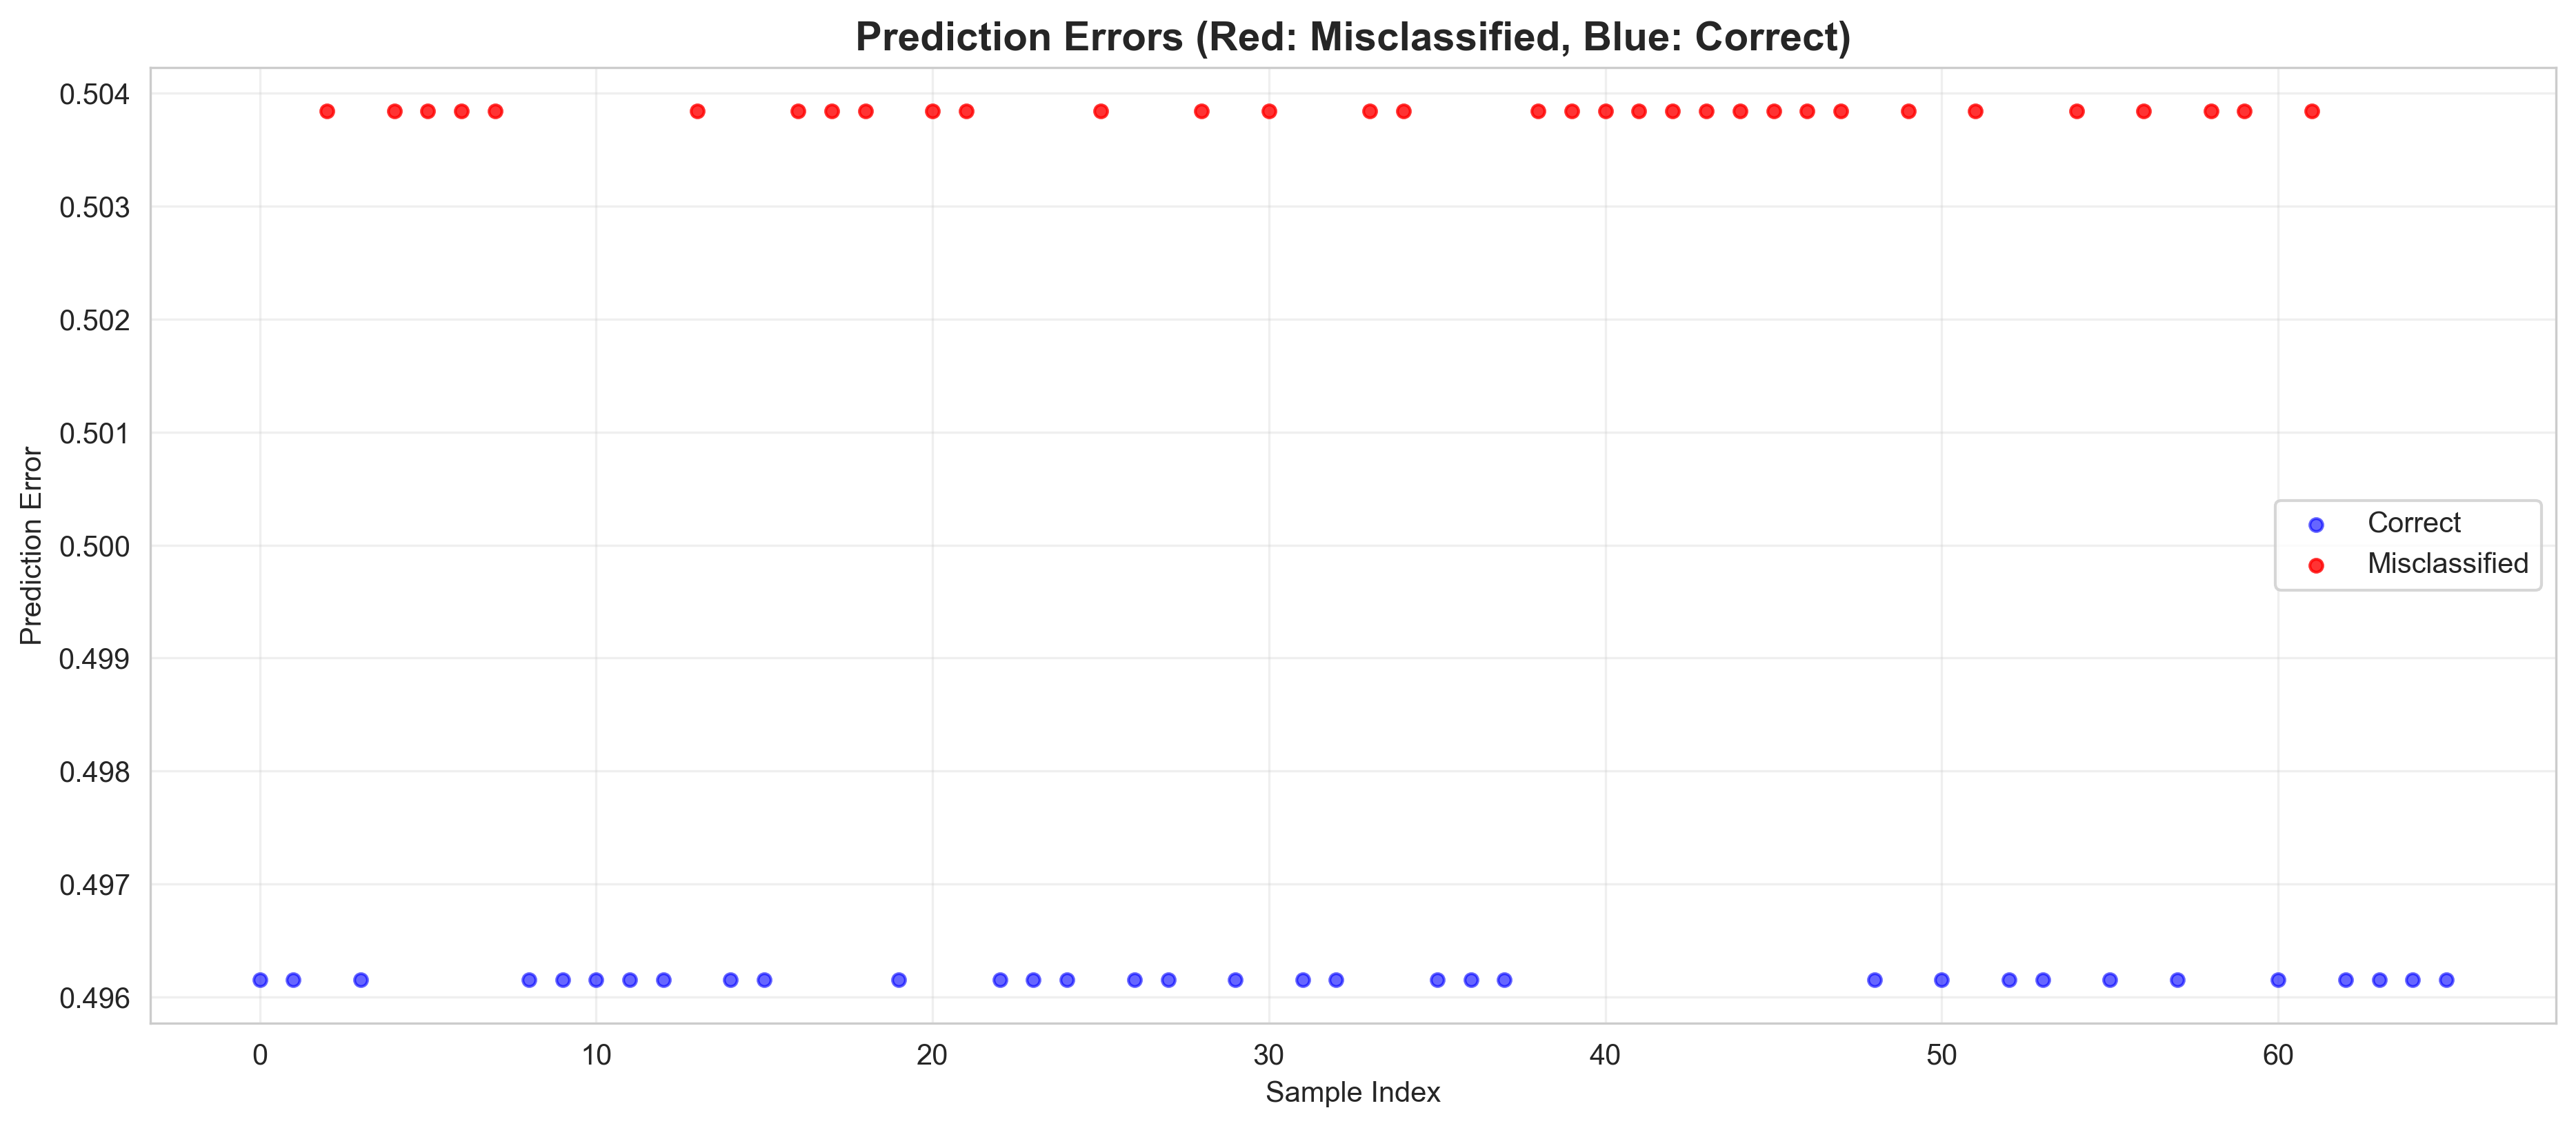 Prediction Errors (Red: Misclassified, Blue: Correct)
0.504
0.503
0.502
0.501
0.500
0.499
0.498
0.497
0.496
Prediction Error
Correct
Misclassified
0 10 20 30 40 50 60
Sample Index